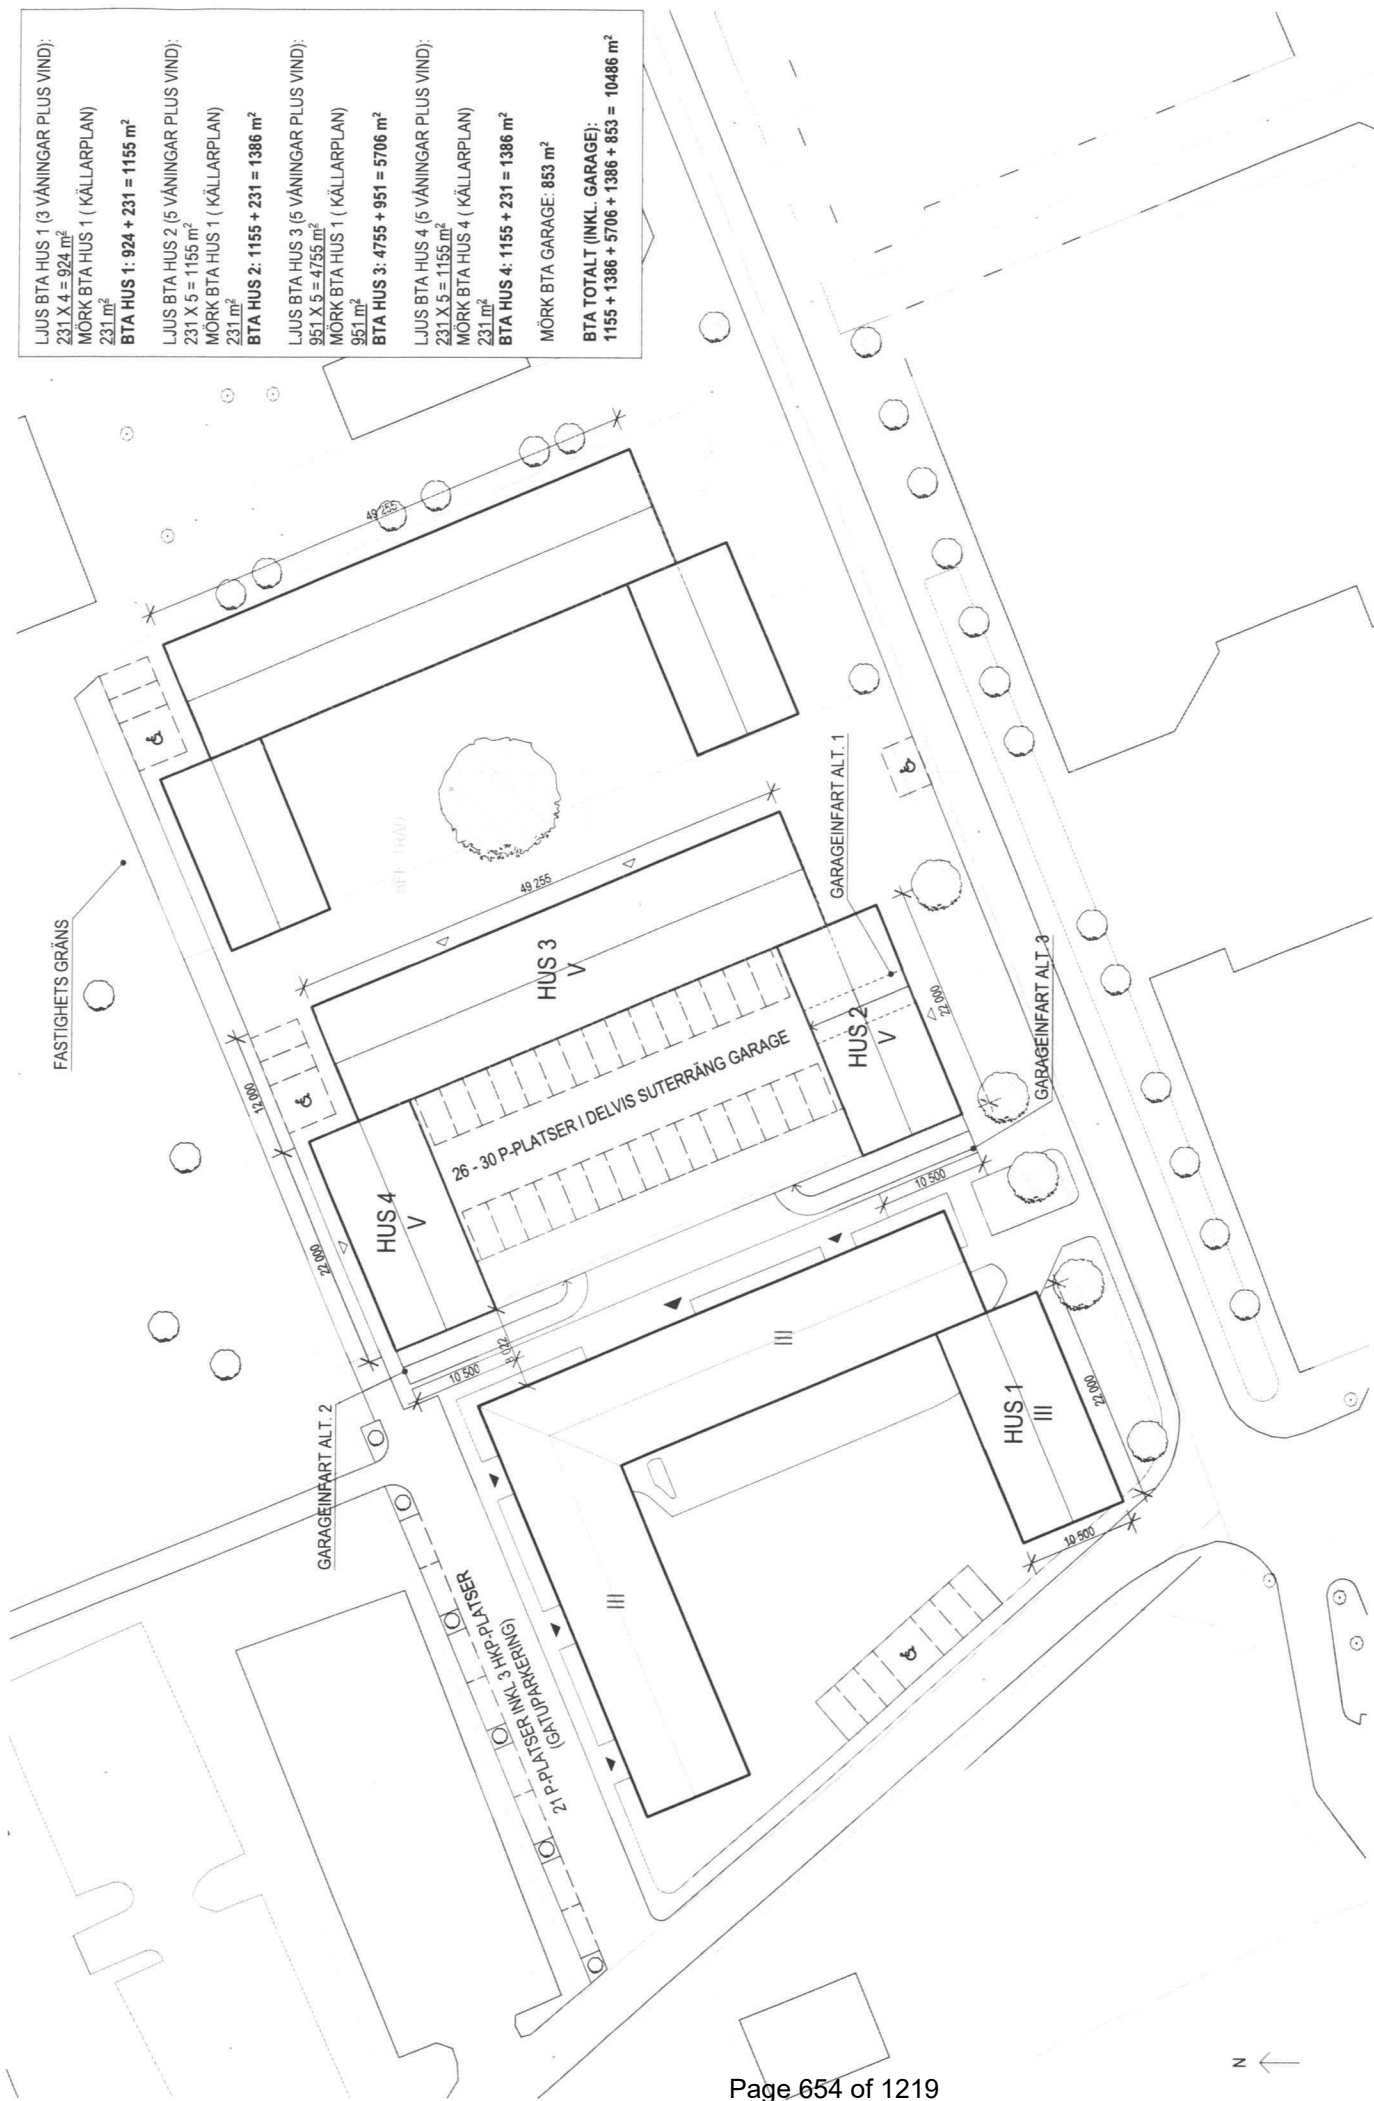 LJUS BTA HUS 1 (3 VÅNINGAR PLUS VIND):
231 X 4 = 924 m²
MÖRK BTA HUS 1 ( KÄLLARPLAN)
231 m²
BTA HUS 1: 924 + 231 = 1155 m²
LJUS BTA HUS 2 (5 VÅNINGAR PLUS VIND):
231 X 5 = 1155 m²
MÖRK BTA HUS 1 ( KÄLLARPLAN)
231 m²
BTA HUS 2: 1155 + 231 = 1386 m²
LJUS BTA HUS 3 (5 VÅNINGAR PLUS VIND):
951 X 5 = 4755 m²
MÖRK BTA HUS 1 ( KÄLLARPLAN)
951 m²
BTA HUS 3: 4755 + 951 = 5706 m²
LJUS BTA HUS 4 (5 VÅNINGAR PLUS VIND):
231 X 5 = 1155 m²
MÖRK BTA HUS 4 ( KÄLLARPLAN)
231 m²
BTA HUS 4: 1155 + 231 = 1386 m²
MÖRK BTA GARAGE: 853 m²
BTA TOTALT (INKL. GARAGE):
1155 + 1386 + 5706 + 1386 + 853 = 10486 m²
FASTIGHETS GRÄNS
49 255
49 255
12 000
22 000
HUS 3
V
HUS 4
V
26 - 30 P-PLATSER I DELVIS SUTERRÄNG GARAGE
HUS 2
V
22 000
GARAGEINFART ALT. 1
GARAGEINFART ALT. 3
GARAGEINFART ALT. 2
10 500
8 022
10 500
III
III
HUS 1
III
22 000
10 500
21 P-PLATSER INKL 3 HKP-PLATSER
(GATUPARKERING)
N
Page 654 of 1219